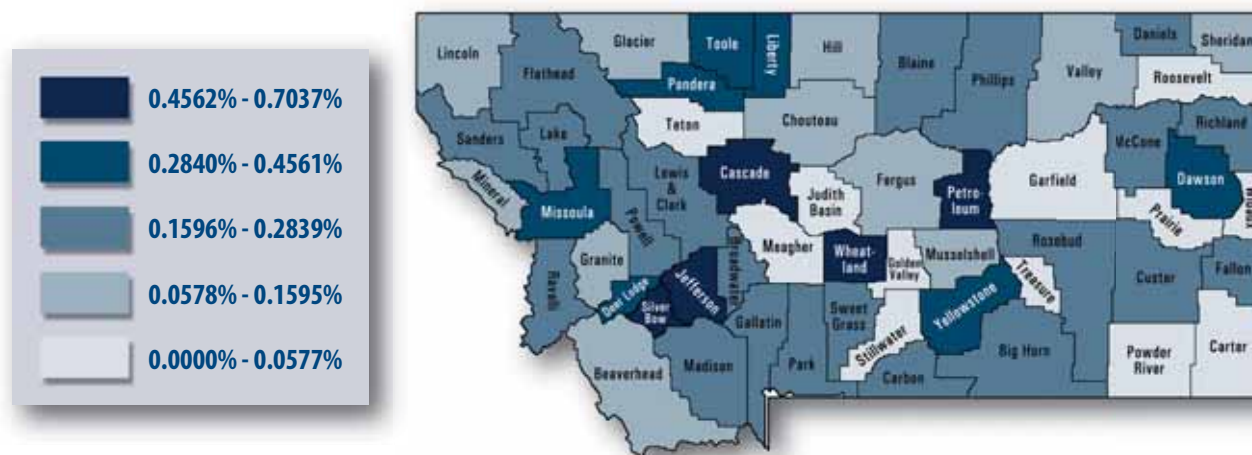 0.4562% - 0.7037%
0.2840% - 0.4561%
0.1596% - 0.2839%
0.0578% - 0.1595%
0.0000% - 0.0577%
Lincoln
Flathead
Glacier
Toole
Liberty
Hill
Blaine
Phillips
Valley
Daniels
Sheridan
Roosevelt
Pondera
Teton
Chouteau
Sanders
Lake
Mineral
Missoula
Powell
Lewis
&
Clark
Cascade
Judith
Basin
Fergus
Petro-
leum
Garfield
McCone
Richland
Dawson
Prairie
Ravalli
Granite
Deer Lodge
Silver
Bow
Jefferson
Broadwater
Meagher
Wheat-
land
Golden
Valley
Musselshell
Rosebud
Treasure
Custer
Fallon
Beaverhead
Madison
Gallatin
Park
Sweet
Grass
Stillwater
Carbon
Yellowstone
Big Horn
Powder
River
Carter